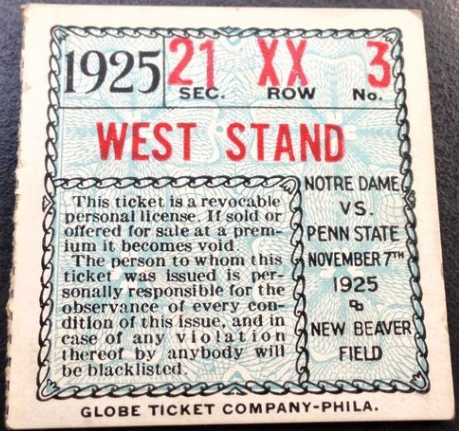 1925 21 XX 3
SEC. ROW No.
WEST STAND
This ticket is a revocable
personal license. If sold or
offered for sale at a prem-
ium it becomes void.
The person to whom this
ticket was issued is per-
sonally responsible for the
observance of every con-
dition of this issue, and in
case of any violation
thereof by anybody will
be blacklisted.
NOTRE DAME
VS.
PENN STATE
NOVEMBER 7TH
1925
NEW BEAVER
FIELD
GLOBE TICKET COMPANY-PHILA.